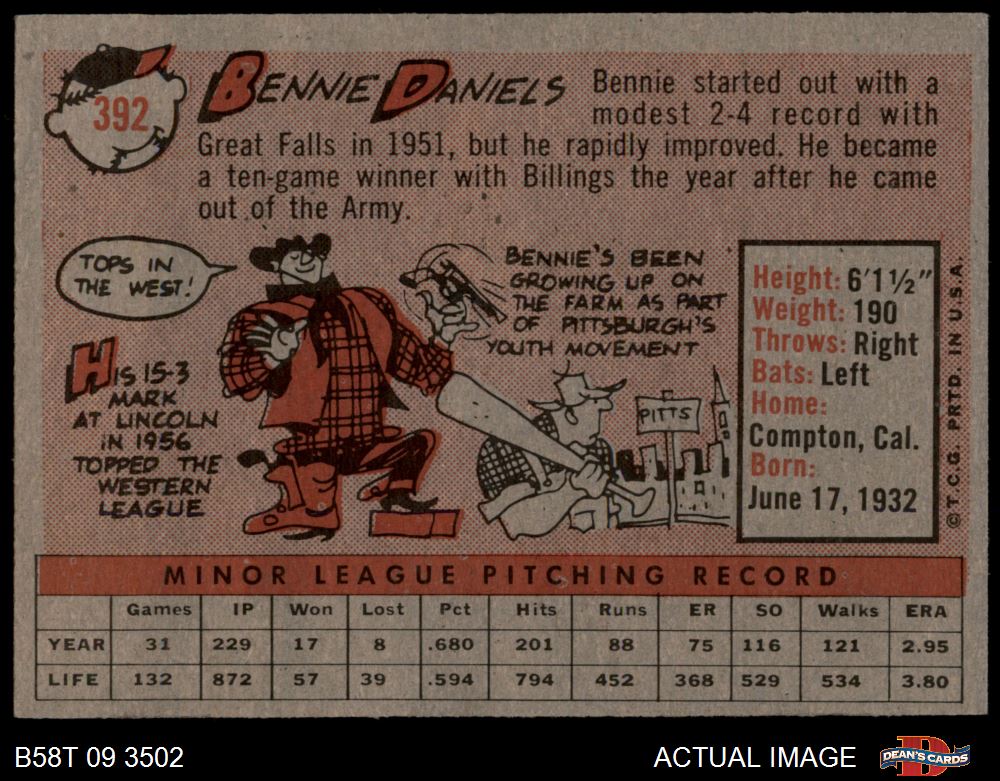 392
BENNIE DANIELS
Bennie started out with a
modest 2-4 record with
Great Falls in 1951, but he rapidly improved. He became
a ten-game winner with Billings the year after he came
out of the Army.
TOPS IN
THE WEST!
HIS 15-3
MARK
AT LINCOLN
IN 1956
TOPPED THE
WESTERN
LEAGUE
BENNIE'S BEEN
GROWING UP ON
THE FARM AS PART
OF PITTSBURGH'S
YOUTH MOVEMENT
PITTS
Height: 6'1½"
Weight: 190
Throws: Right
Bats: Left
Home:
Compton, Cal.
Born:
June 17, 1932
© T.C.G. PRTD. IN U.S.A.
MINOR LEAGUE PITCHING RECORD
Games IP Won Lost Pct Hits Runs ER SO Walks ERA
YEAR 31 229 17 8 .680 201 88 75 116 121 2.95
LIFE 132 872 57 39 .594 794 452 368 529 534 3.80
B58T 09 3502
ACTUAL IMAGE
DEAN'S CARDS